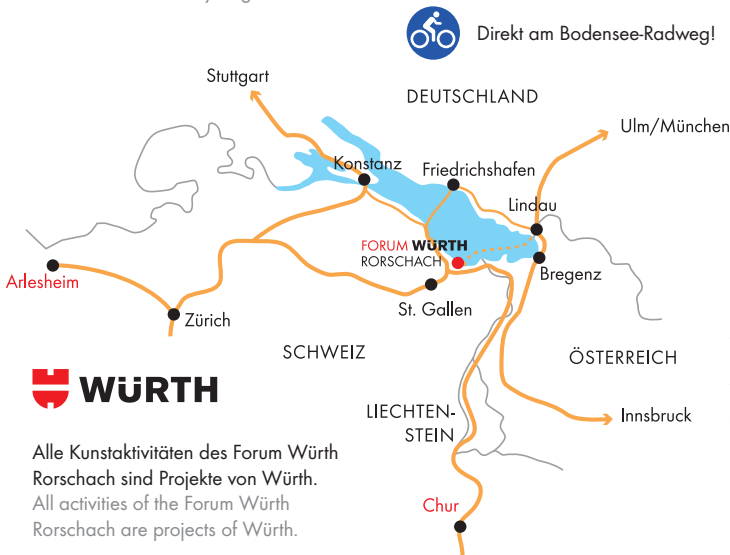 Direkt am Bodensee-Radweg!
Stuttgart
DEUTSCHLAND
Ulm/München
Konstanz
Friedrichshafen
Lindau
FORUM WÜRTH
RORSCHACH
Bregenz
Arlesheim
St. Gallen
Zürich
SCHWEIZ
ÖSTERREICH
WÜRTH
LIECHTEN-
STEIN
Innsbruck
Alle Kunstaktivitäten des Forum Würth
Rorschach sind Projekte von Würth.
All activities of the Forum Würth
Rorschach are projects of Würth.
Chur